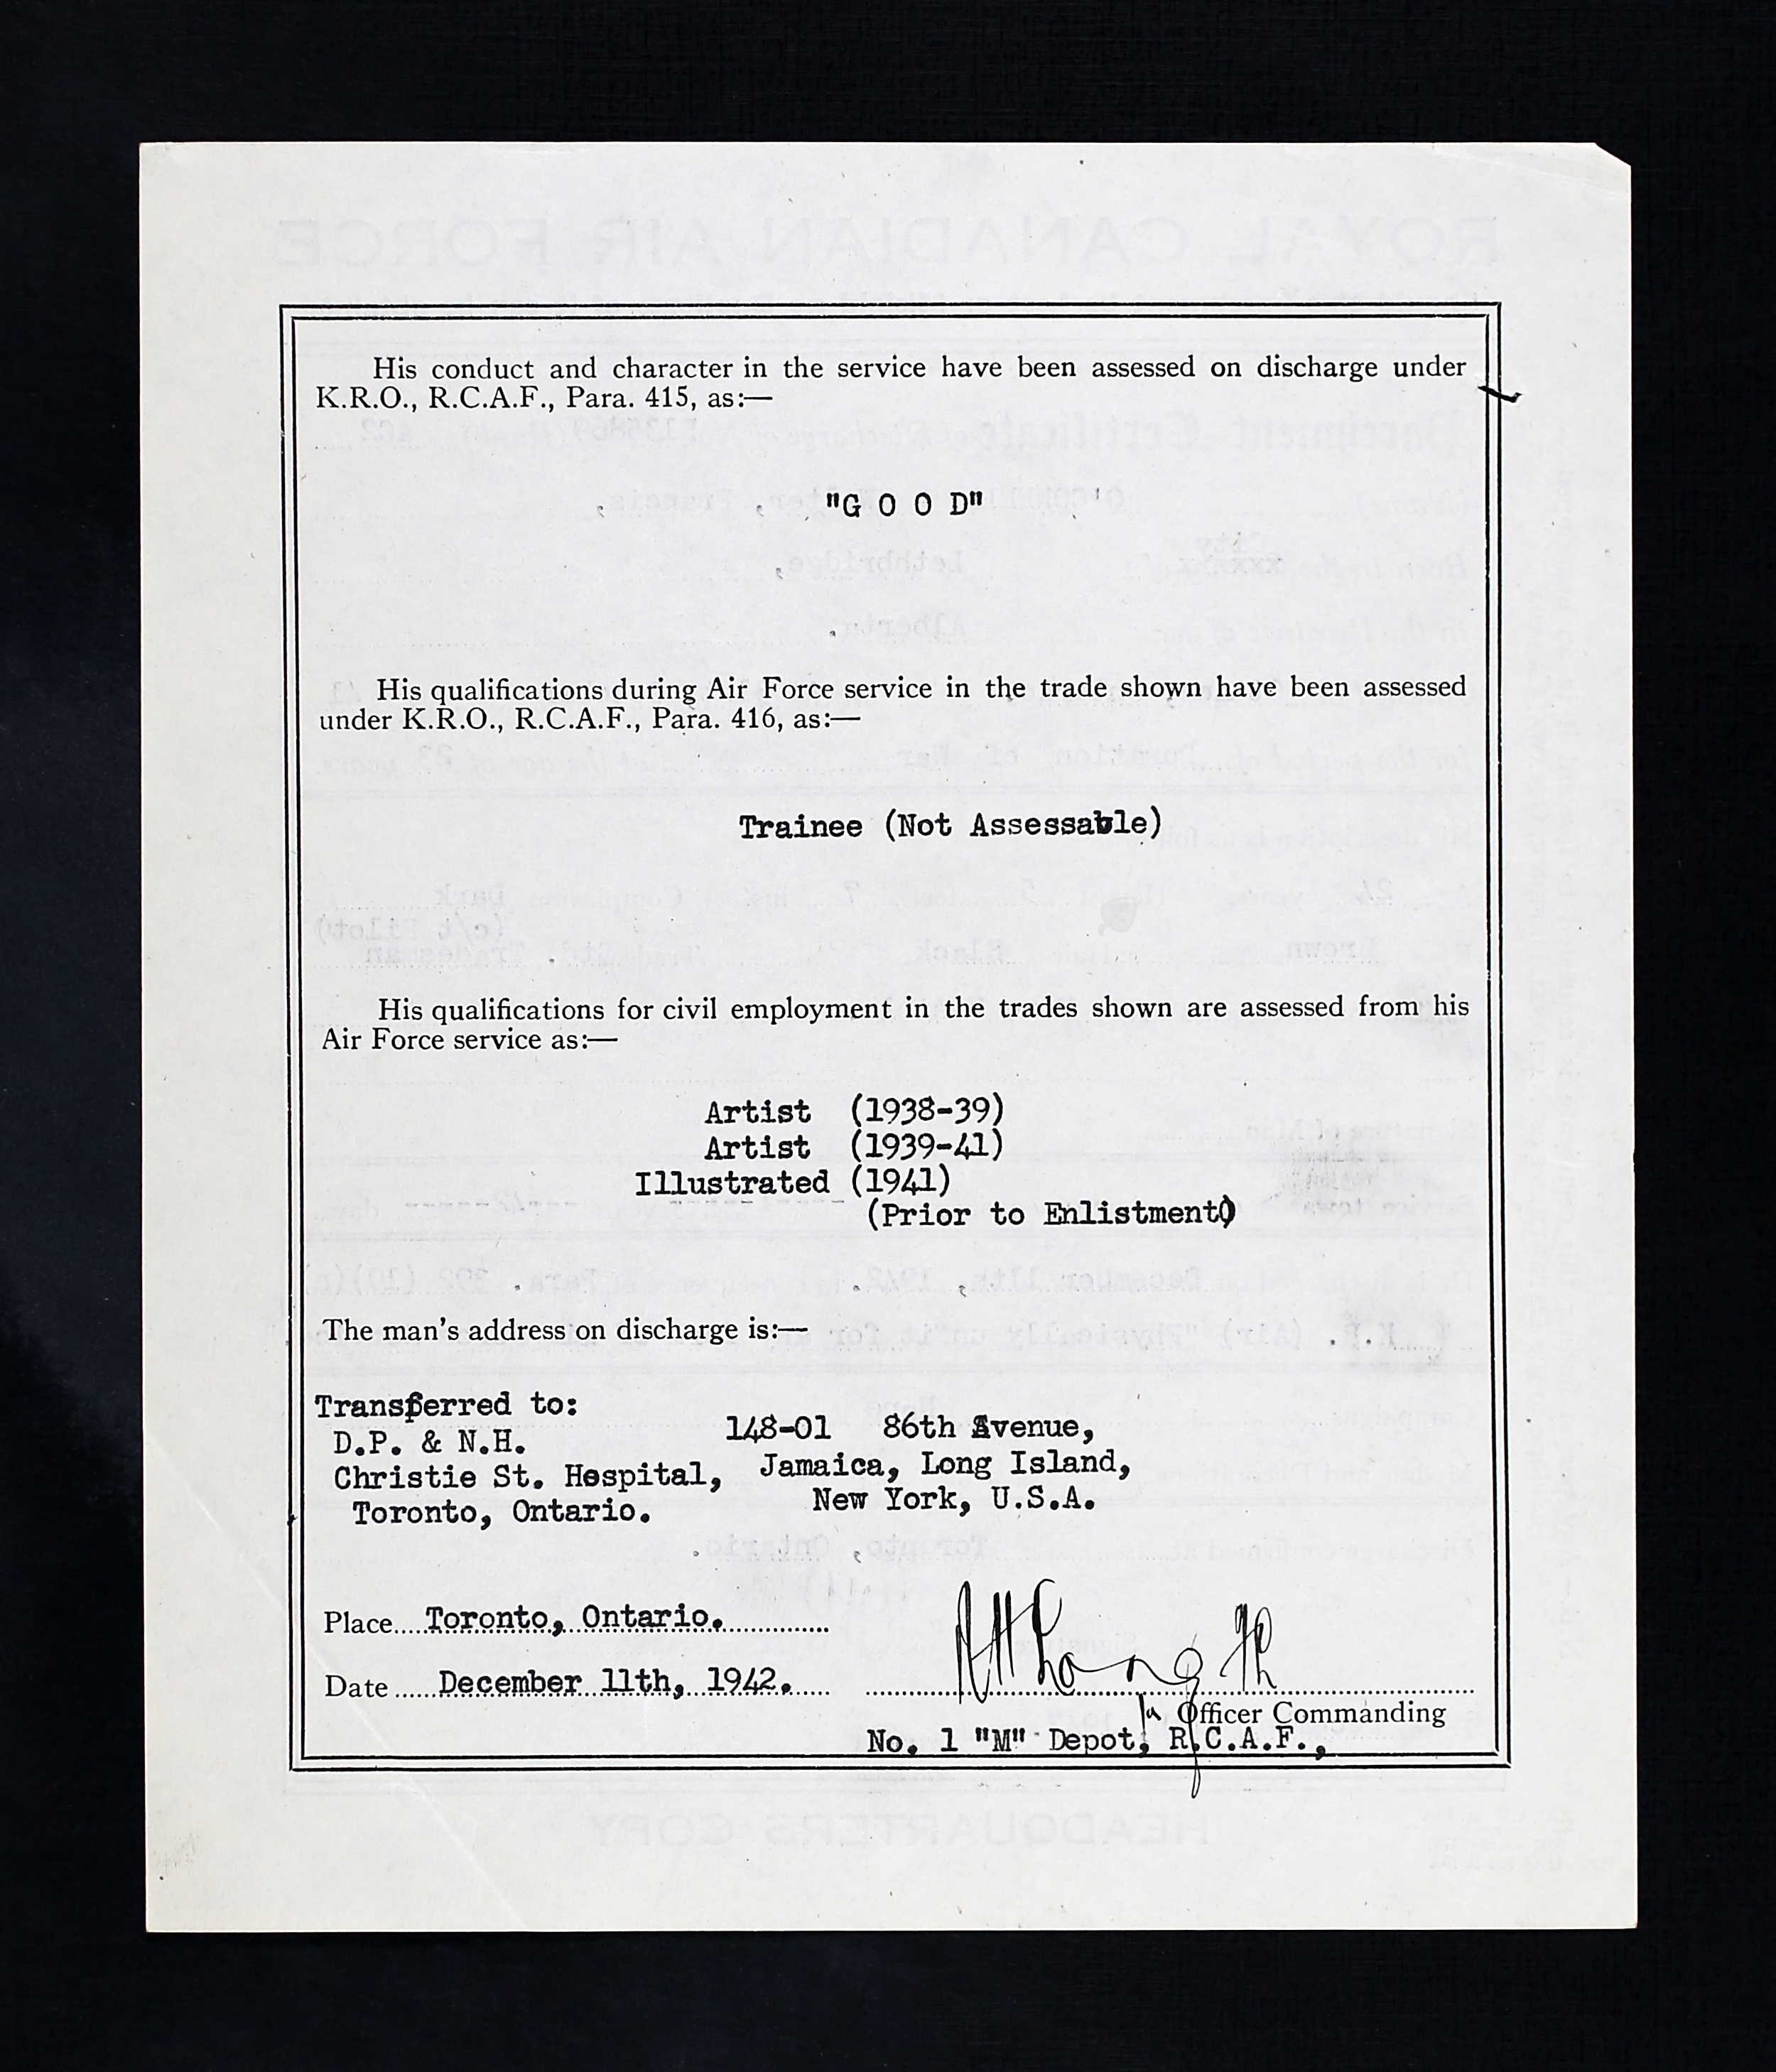 His conduct and character in the service have been assessed on discharge under
K.R.O., R.C.A.F., Para. 415, as:—
"G O O D"
His qualifications during Air Force service in the trade shown have been assessed
under K.R.O., R.C.A.F., Para. 416, as:—
Trainee (Not Assessable)
His qualifications for civil employment in the trades shown are assessed from his
Air Force service as:—
Artist (1938-39)
Artist (1939-41)
Illustrated (1941)
(Prior to Enlistment)
The man's address on discharge is:—
Transferred to:
D.P. & N.H.
Christie St. Hospital,
Toronto, Ontario.
148-01 86th Avenue,
Jamaica, Long Island,
New York, U.S.A.
Place.... Toronto, Ontario.
Date...... December 11th, 1942.
Officer Commanding
No. 1 "M" Depot, R.C.A.F.,